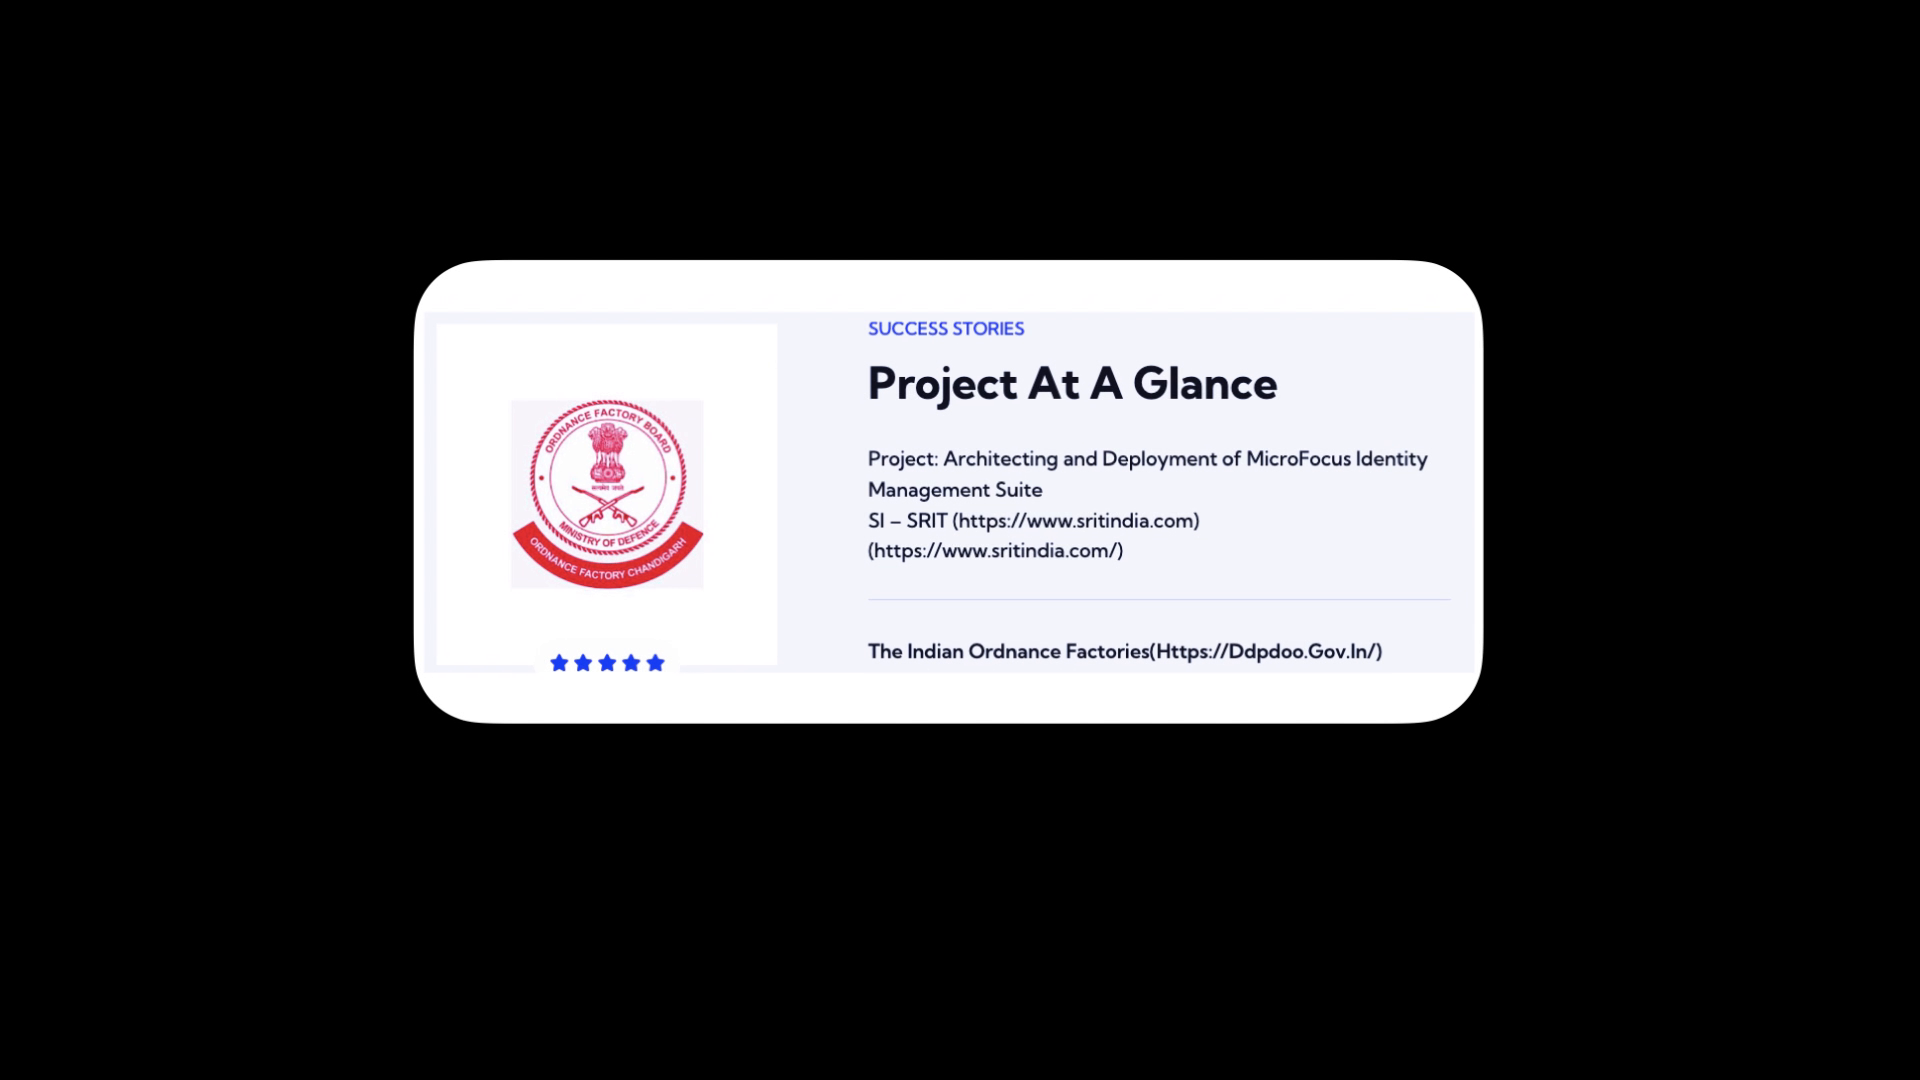 ORDNANCE FACTORY BOARD
सत्यमेव जयते
MINISTRY OF DEFENCE
ORDNANCE FACTORY CHANDIGARH
SUCCESS STORIES
Project At A Glance
Project: Architecting and Deployment of MicroFocus Identity
Management Suite
SI – SRIT (https://www.sritindia.com)
(https://www.sritindia.com/)
The Indian Ordnance Factories(Https://Ddpdoo.Gov.In/)